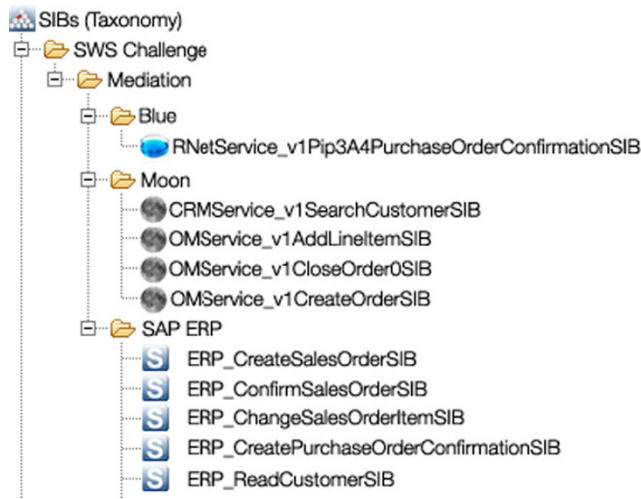 SIBs (Taxonomy)
SWS Challenge
Mediation
Blue
RNetService_v1Pip3A4PurchaseOrderConfirmationSIB
Moon
CRMService_v1SearchCustomerSIB
OMService_v1AddLineItemSIB
OMService_v1CloseOrder0SIB
OMService_v1CreateOrderSIB
SAP ERP
S ERP_CreateSalesOrderSIB
S ERP_ConfirmSalesOrderSIB
S ERP_ChangeSalesOrderItemSIB
S ERP_CreatePurchaseOrderConfirmationSIB
S ERP_ReadCustomerSIB